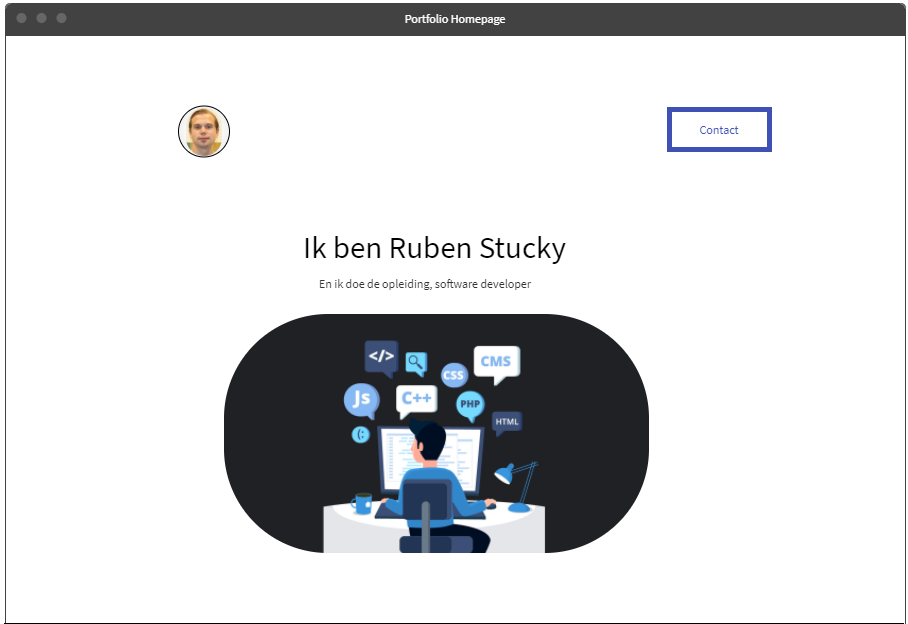 Portfolio Homepage
Contact
Ik ben Ruben Stucky
En ik doe de opleiding, software developer
</>
CMS
CSS
Js
C++
PHP
HTML
{;